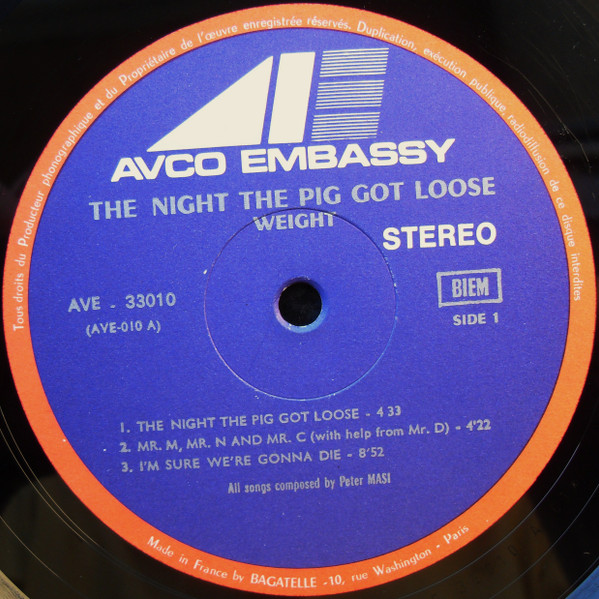 Tous droits du Producteur phonographique et du Propriétaire de l'œuvre enregistrée réservés. Duplication, exécution publique radiodiffusion de ce disque interdites
AVCO EMBASSY
THE NIGHT THE PIG GOT LOOSE
WEIGHT
STEREO
AVE - 33010
(AVE-010 A)
BIEM
SIDE 1
1. THE NIGHT THE PIG GOT LOOSE - 4 33
2. MR. M, MR. N AND MR. C (with help from Mr. D) - 4'22
3. I'M SURE WE'RE GONNA DIE - 8'52
All songs composed by Peter MASI
Made in France by BAGATELLE -10, rue Washington - Paris